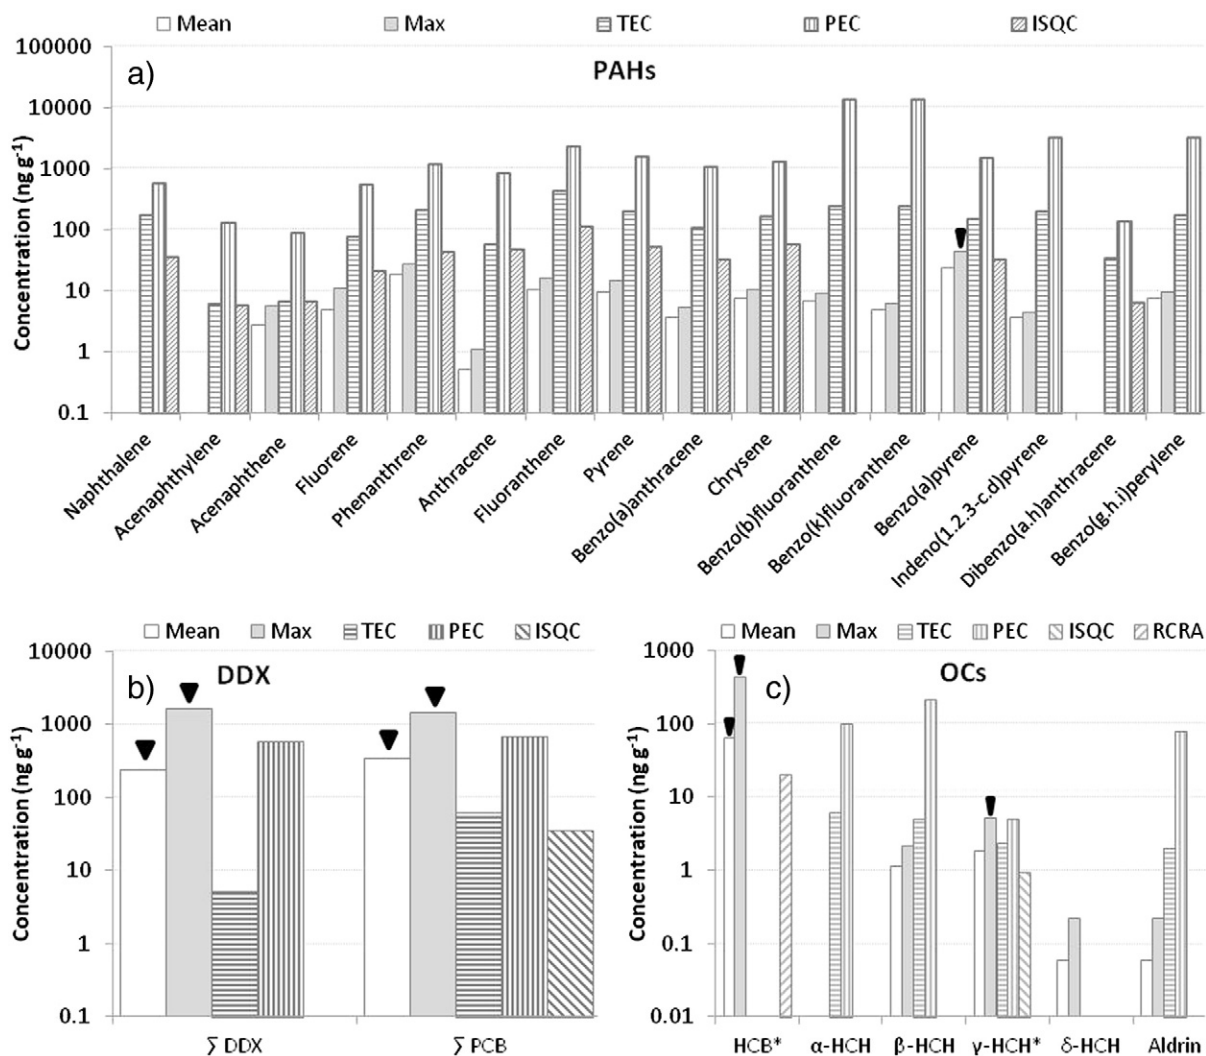 Mean Max TEC PEC ISQC
a) PAHs
Concentration (ng g-1)
100000
10000
1000
100
10
1
0.1
Naphthalene
Acenaphthylene
Acenaphthene
Fluorene
Phenanthrene
Anthracene
Fluoranthene
Pyrene
Benzo(a)anthracene
Chrysene
Benzo(b)fluoranthene
Benzo(k)fluoranthene
Benzo(a)pyrene
Indeno(1.2.3-c.d)pyrene
Dibenzo(a.h)anthracene
Benzo(g.h.i)perylene
Mean Max TEC PEC ISQC
b) DDX
Concentration (ng g-1)
10000
1000
100
10
1
0.1
∑ DDX ∑ PCB
Mean Max TEC PEC ISQC RCRA
c) OCs
Concentration (ng g-1)
1000
100
10
1
0.1
0.01
HCB* α-HCH β-HCH γ-HCH* δ-HCH Aldrin